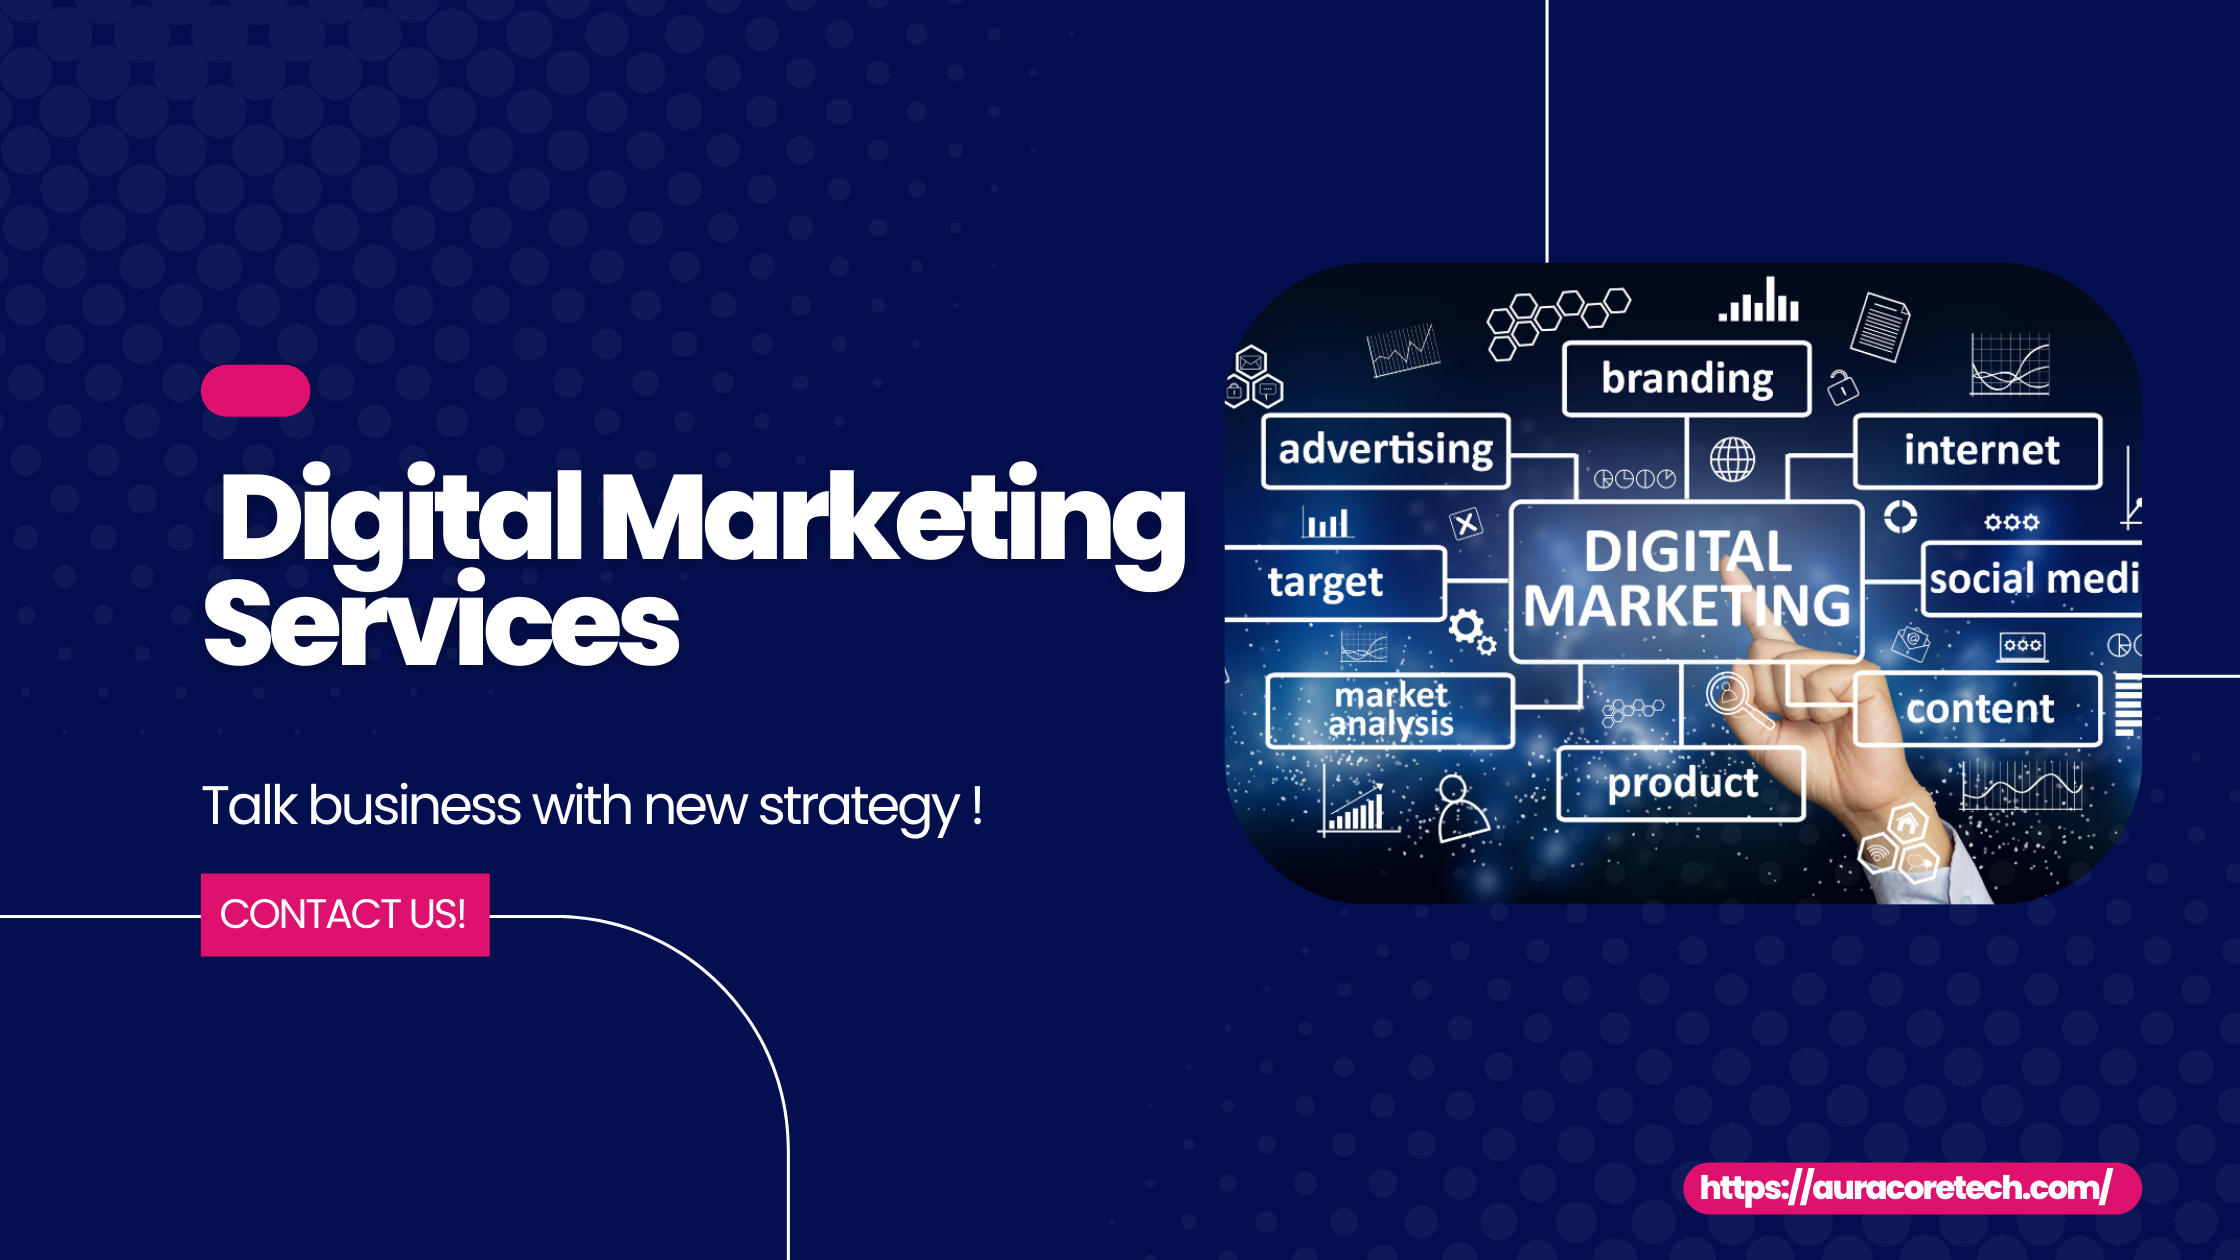 Digital Marketing
Services
Talk business with new strategy !
CONTACT US!
branding
advertising
internet
DIGITAL
MARKETING
target
social medi
market
analysis
content
product
https://auracoretech.com/